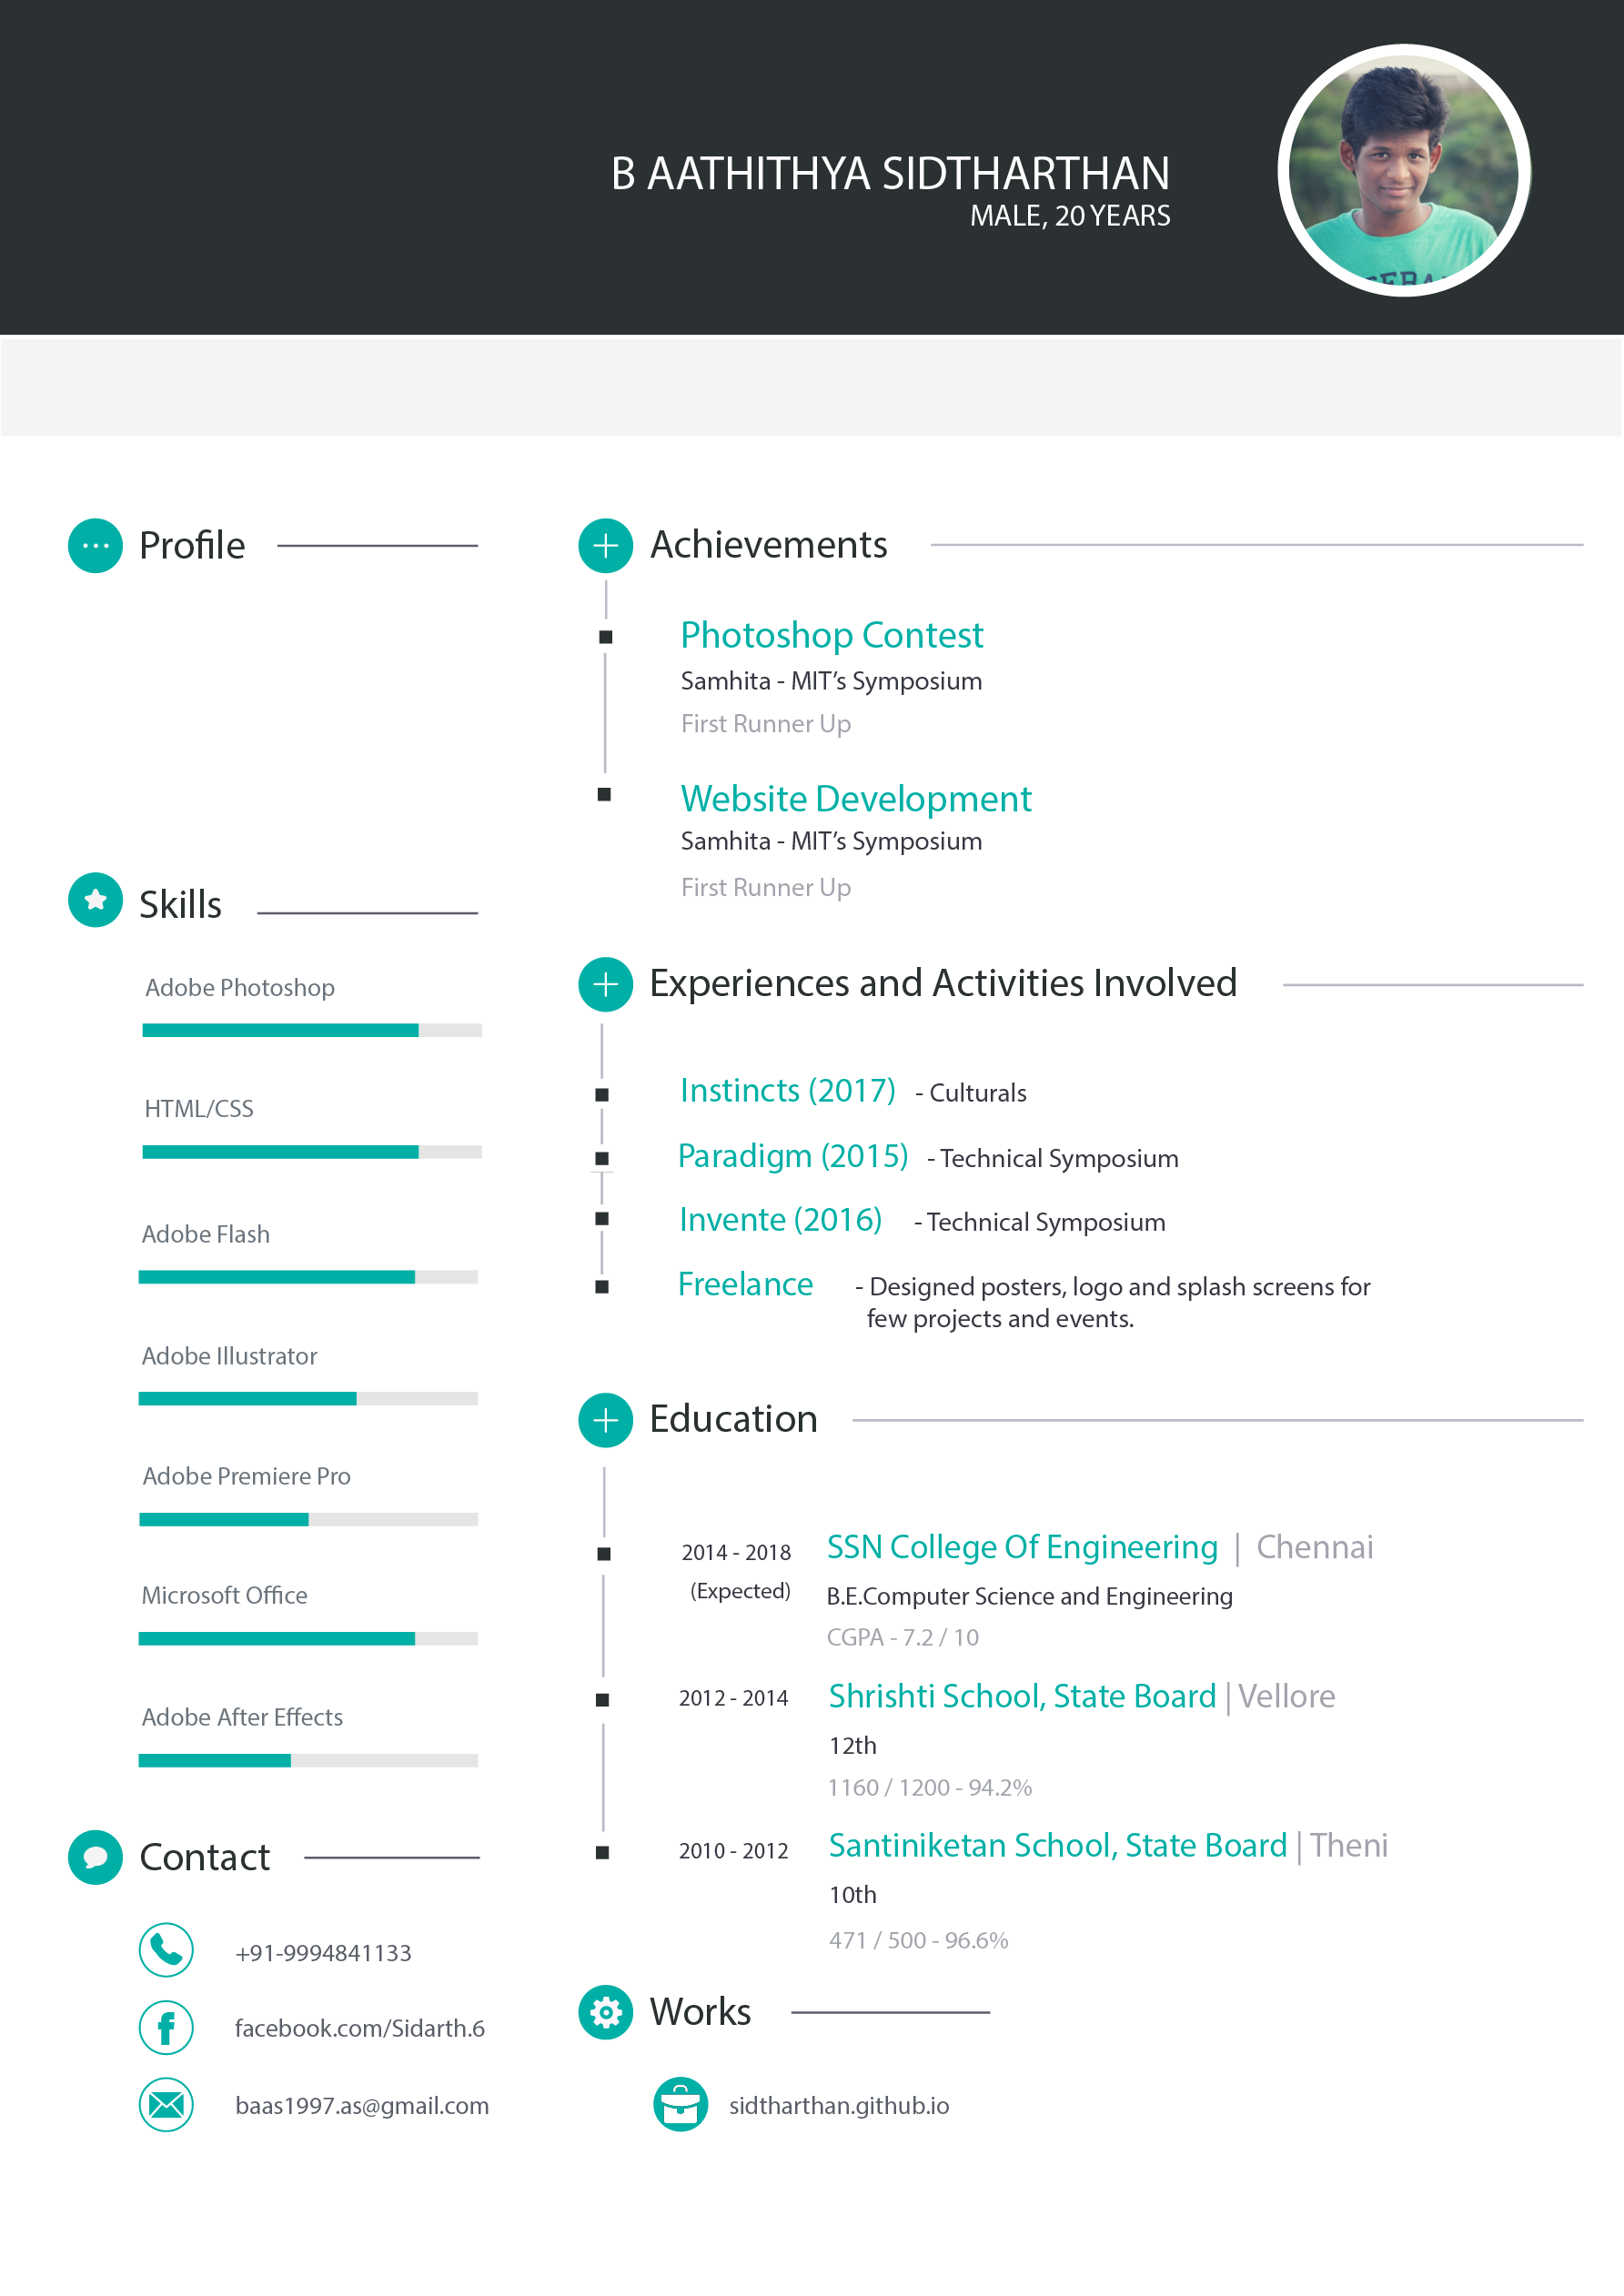 B AATHITHYA SIDTHARTHAN
MALE, 20 YEARS
Profile
Skills
Adobe Photoshop
HTML/CSS
Adobe Flash
Adobe Illustrator
Adobe Premiere Pro
Microsoft Office
Adobe After Effects
Contact
+91-9994841133
facebook.com/Sidarth.6
baas1997.as@gmail.com
Achievements
Photoshop Contest
Samhita - MIT’s Symposium
First Runner Up
Website Development
Samhita - MIT’s Symposium
First Runner Up
Experiences and Activities Involved
Instincts (2017) - Culturals
Paradigm (2015) - Technical Symposium
Invente (2016) - Technical Symposium
Freelance - Designed posters, logo and splash screens for
few projects and events.
Education
2014 - 2018 SSN College Of Engineering | Chennai
(Expected) B.E.Computer Science and Engineering
CGPA - 7.2 / 10
2012 - 2014 Shrishti School, State Board | Vellore
12th
1160 / 1200 - 94.2%
2010 - 2012 Santiniketan School, State Board | Theni
10th
471 / 500 - 96.6%
Works
sidtharthan.github.io